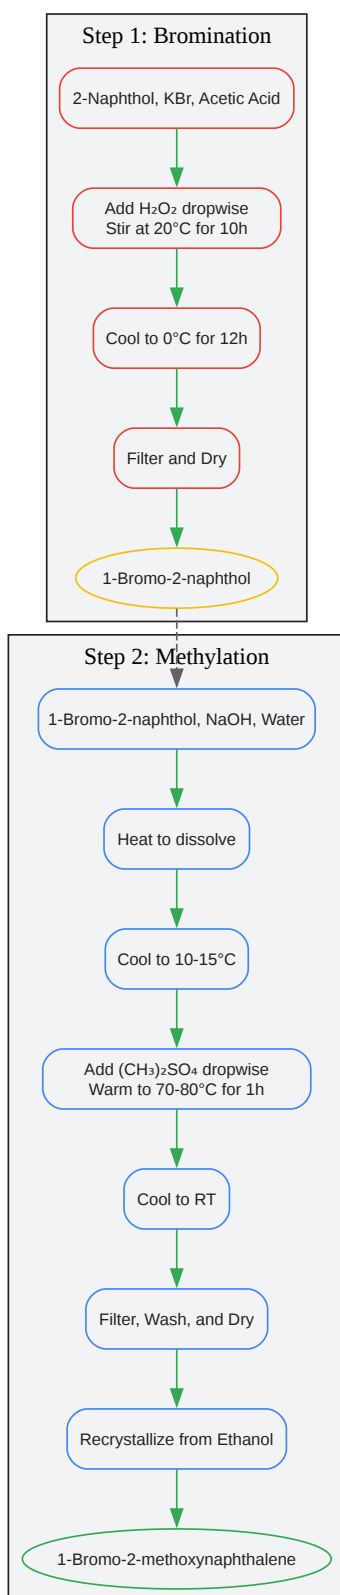 Step 1: Bromination
2-Naphthol, KBr, Acetic Acid
Add H₂O₂ dropwise
Stir at 20°C for 10h
Cool to 0°C for 12h
Filter and Dry
1-Bromo-2-naphthol
Step 2: Methylation
1-Bromo-2-naphthol, NaOH, Water
Heat to dissolve
Cool to 10-15°C
Add (CH₃)₂SO₄ dropwise
Warm to 70-80°C for 1h
Cool to RT
Filter, Wash, and Dry
Recrystallize from Ethanol
1-Bromo-2-methoxynaphthalene